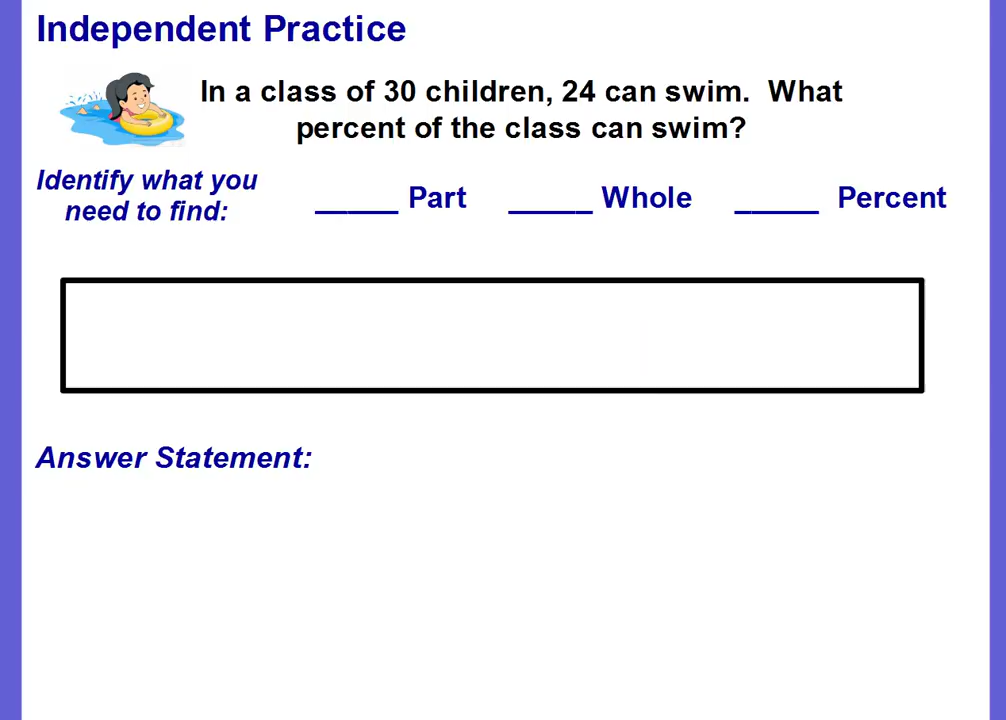 Independent Practice
In a class of 30 children, 24 can swim.  What
percent of the class can swim?
Identify what you
need to find:
_____ Part _____ Whole _____ Percent
Answer Statement: